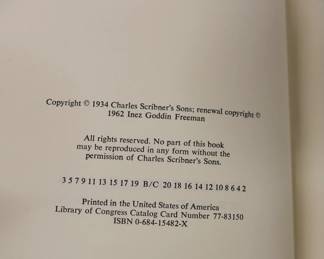 Copyright © 1934 Charles Scribner's Sons; renewal copyright ©
1962 Inez Goddin Freeman
All rights reserved. No part of this book
may be reproduced in any form without the
permission of Charles Scribner's Sons.
3 5 7 9 11 13 15 17 19 B/C 20 18 16 14 12 10 8 6 4 2
Printed in the United States of America
Library of Congress Catalog Card Number 77-83150
ISBN 0-684-15482-X